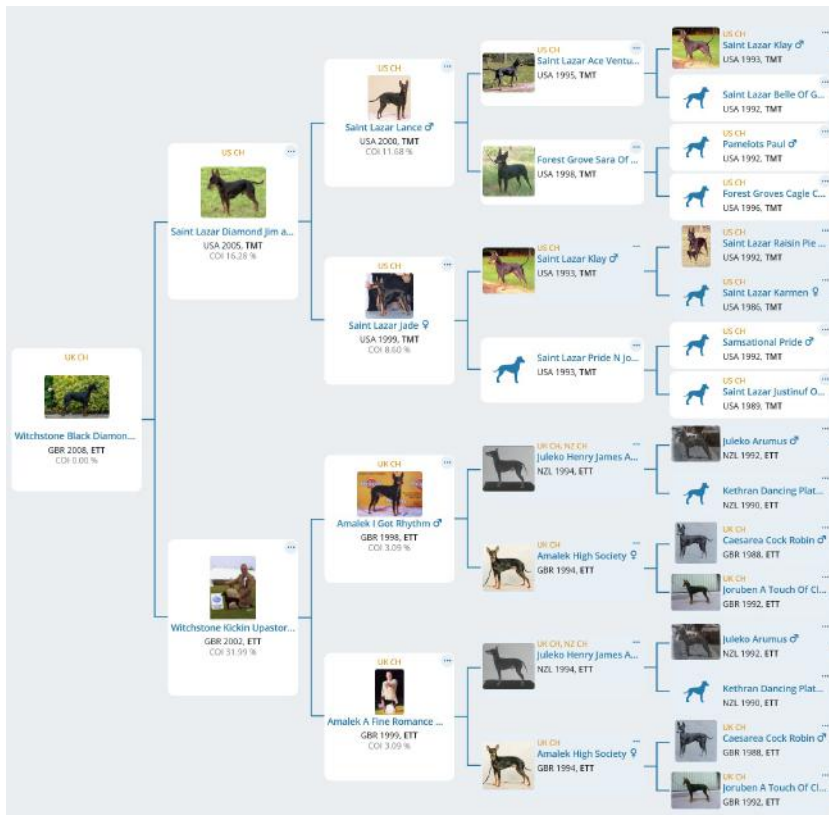 UK CH
Witchstone Black Diamon...
GBR 2008, ETT
COI 0.00 %
US CH
Saint Lazar Diamond Jim a...
USA 2005, TMT
COI 16.28 %
Witchstone Kickin Upastor...
GBR 2002, ETT
COI 31.99 %
US CH
Saint Lazar Lance ♂
USA 2000, TMT
COI 11.68 %
US CH
Saint Lazar Jade ♀
USA 1999, TMT
COI 8.60 %
UK CH
Amalek I Got Rhythm ♂
GBR 1998, ETT
COI 3.09 %
UK CH
Amalek A Fine Romance ...
GBR 1999, ETT
COI 3.09 %
US CH
Saint Lazar Ace Ventu...
USA 1995, TMT
Forest Grove Sara Of ...
USA 1998, TMT
US CH
Saint Lazar Klay ♂
USA 1993, TMT
Saint Lazar Pride N Jo...
USA 1993, TMT
UK CH, NZ CH
Juleko Henry James A...
NZL 1994, ETT
UK CH
Amalek High Society ♀
GBR 1994, ETT
UK CH, NZ CH
Juleko Henry James A...
NZL 1994, ETT
UK CH
Amalek High Society ♀
GBR 1994, ETT
US CH
Saint Lazar Klay ♂
USA 1993, TMT
Saint Lazar Belle Of G...
USA 1992, TMT
US CH
Pamelots Paul ♂
USA 1992, TMT
US CH
Forest Groves Cagle C...
USA 1996, TMT
US CH
Saint Lazar Raisin Pie ...
USA 1992, TMT
US CH
Saint Lazar Karmen ♀
USA 1986, TMT
US CH
Samsational Pride ♂
USA 1992, TMT
US CH
Saint Lazar Justinuf O...
USA 1989, TMT
Juleko Arumus ♂
NZL 1992, ETT
Kethran Dancing Plat...
NZL 1990, ETT
UK CH
Caesarea Cock Robin ♂
GBR 1988, ETT
UK CH
Joruben A Touch Of Cl...
GBR 1992, ETT
Juleko Arumus ♂
NZL 1992, ETT
Kethran Dancing Plat...
NZL 1990, ETT
UK CH
Caesarea Cock Robin ♂
GBR 1988, ETT
UK CH
Joruben A Touch Of Cl...
GBR 1992, ETT